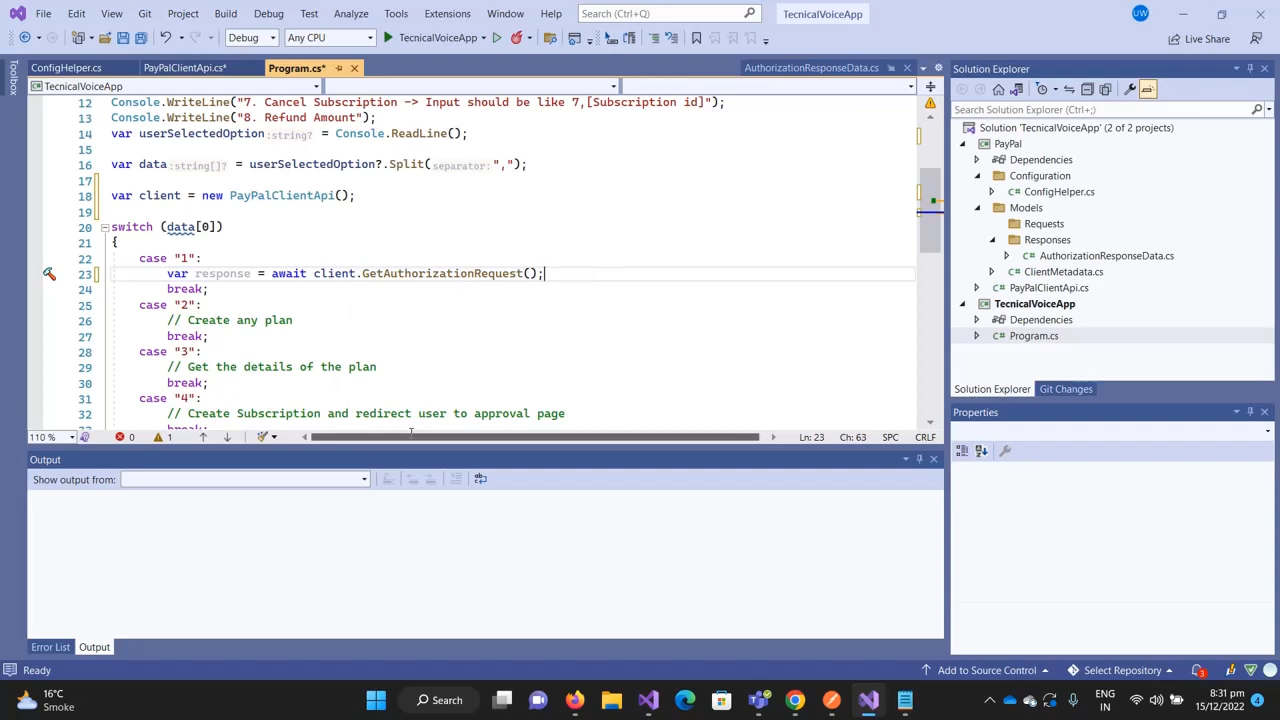 File Edit View Git Project Build Debug Test Analyze Tools Extensions Window Help Search (Ctrl+Q) TecnicalVoiceApp UW
Debug Any CPU TecnicalVoiceApp Live Share
Toolbox
ConfigHelper.cs PayPalClientApi.cs* Program.cs* AuthorizationResponseData.cs
TecnicalVoiceApp
12 Console.WriteLine("7. Cancel Subscription -> Input should be like 7,[Subscription id]");
13 Console.WriteLine("8. Refund Amount");
14 var userSelectedOption:string? = Console.ReadLine();
15
16 var data:string[]? = userSelectedOption?.Split(separator:",");
17
18 var client = new PayPalClientApi();
19
20 switch (data[0])
21 {
22 case "1":
23 var response = await client.GetAuthorizationRequest();
24 break;
25 case "2":
26 // Create any plan
27 break;
28 case "3":
29 // Get the details of the plan
30 break;
31 case "4":
32 // Create Subscription and redirect user to approval page
break;
110 % 0 1 Ln: 23 Ch: 63 SPC CRLF
Output
Show output from:
Error List Output
Solution Explorer
Search Solution Explorer (Ctrl+;)
Solution 'TecnicalVoiceApp' (2 of 2 projects)
PayPal
Dependencies
Configuration
C# ConfigHelper.cs
Models
Requests
Responses
C# AuthorizationResponseData.cs
C# ClientMetadata.cs
C# PayPalClientApi.cs
TecnicalVoiceApp
Dependencies
C# Program.cs
Solution Explorer Git Changes
Properties
Ready Add to Source Control Select Repository 3
16°C
Smoke
Search
ENG
IN
8:31 pm
15/12/2022
4